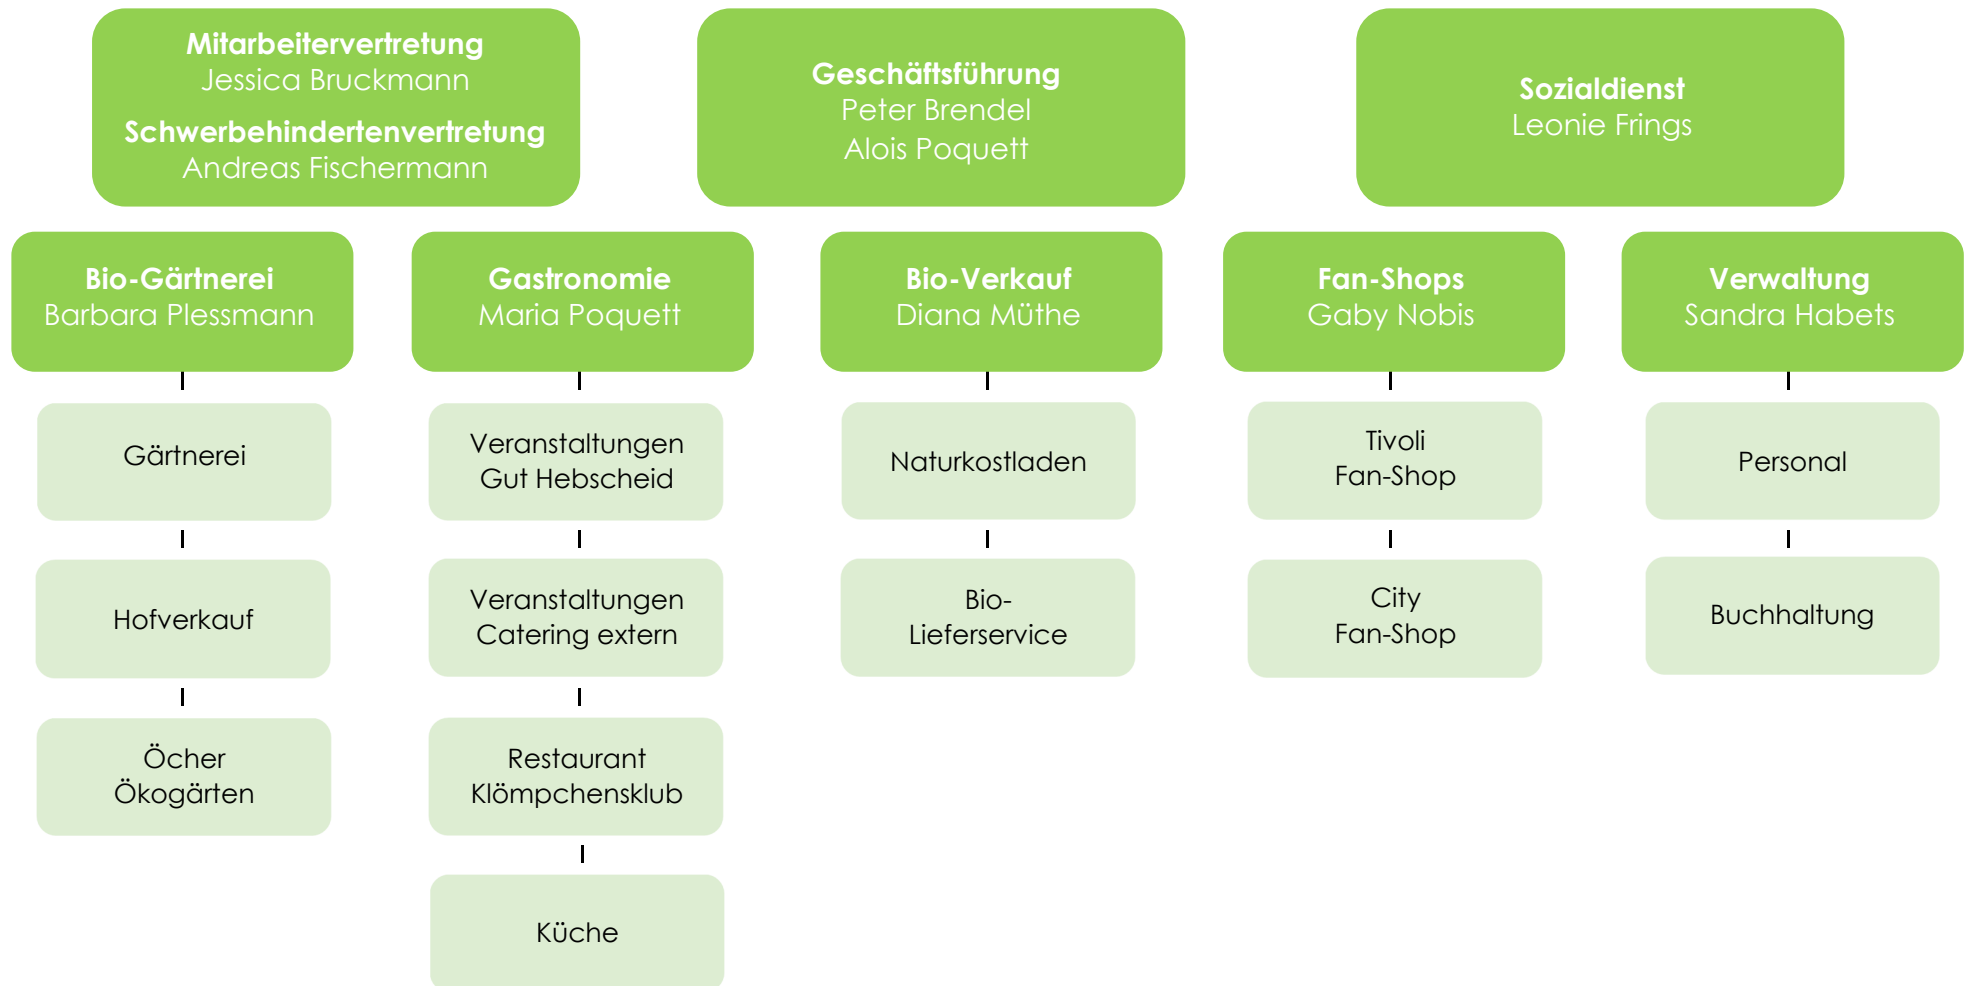 Mitarbeitervertretung
Jessica Bruckmann
Schwerbehindertenvertretung
Andreas Fischermann
Geschäftsführung
Peter Brendel
Alois Poquett
Sozialdienst
Leonie Frings
Bio-Gärtnerei
Barbara Plessmann
Gastronomie
Maria Poquett
Bio-Verkauf
Diana Müthe
Fan-Shops
Gaby Nobis
Verwaltung
Sandra Habets
Gärtnerei
Hofverkauf
Öcher
Ökogärten
Veranstaltungen
Gut Hebscheid
Veranstaltungen
Catering extern
Restaurant
Klömpchensklub
Küche
Naturkostladen
Bio-
Lieferservice
Tivoli
Fan-Shop
City
Fan-Shop
Personal
Buchhaltung